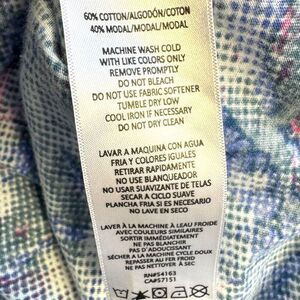 60% COTTON/ALGODÓN/COTON
40% MODAL/MODAL/MODAL
MACHINE WASH COLD
WITH LIKE COLORS ONLY
REMOVE PROMPTLY
DO NOT BLEACH
DO NOT USE FABRIC SOFTENER
TUMBLE DRY LOW
COOL IRON IF NECESSARY
DO NOT DRY CLEAN
LAVAR A MAQUINA CON AGUA
FRIA Y COLORES IGUALES
RETIRAR RAPIDAMENTE
NO USE BLANQUEADOR
NO USAR SUAVIZANTE DE TELAS
SECAR A CICLO SUAVE
PLANCHA FRIA SI ES NECESARIO
NO LAVE EN SECO
LAVER À LA MACHINE À L'EAU FROIDE
AVEC COULEURS SIMILAIRES
SORTIR IMMÉDIATEMENT
NE PAS BLANCHIR
PAS D'ADOUCISSANT
SÉCHER A LA MACHINE CYCLE DOUX
REPASSER AU FER FROID
NE PAS NETTOYER À SEC
RN#54163
CA#57151